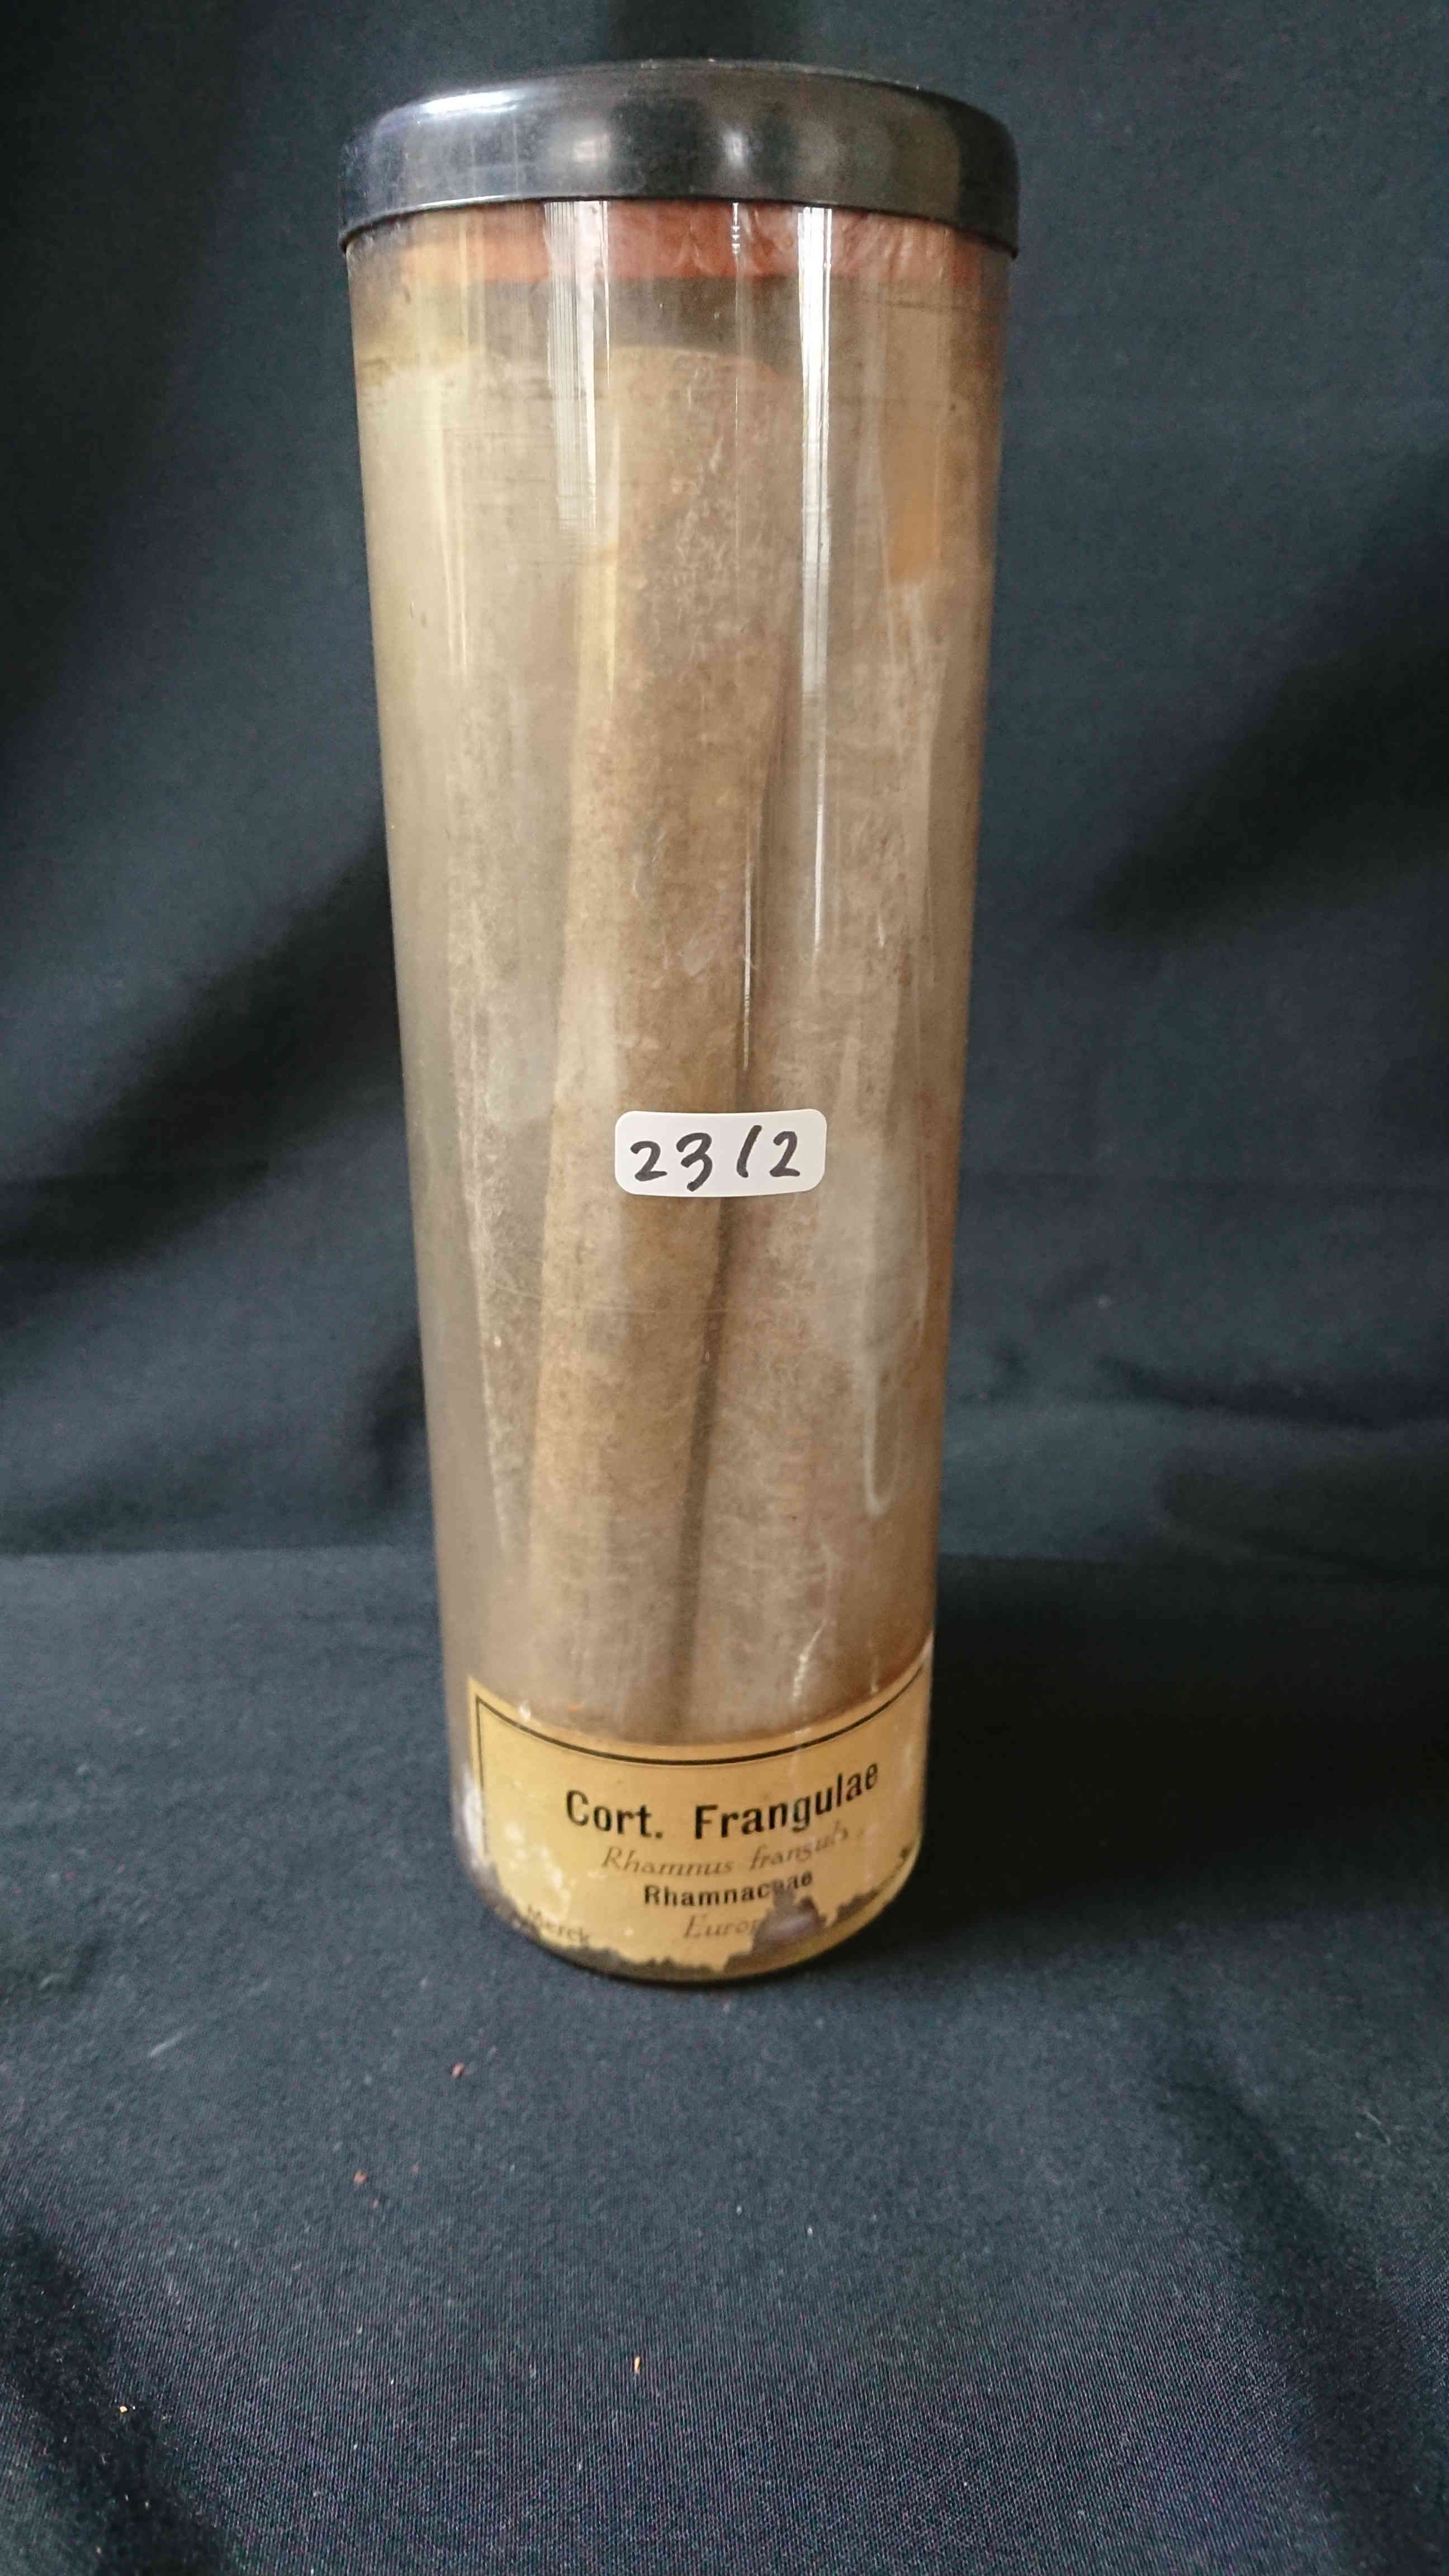 2312
Cort. Frangulae
Rhamnus frangula
Rhamnaceae
Merck